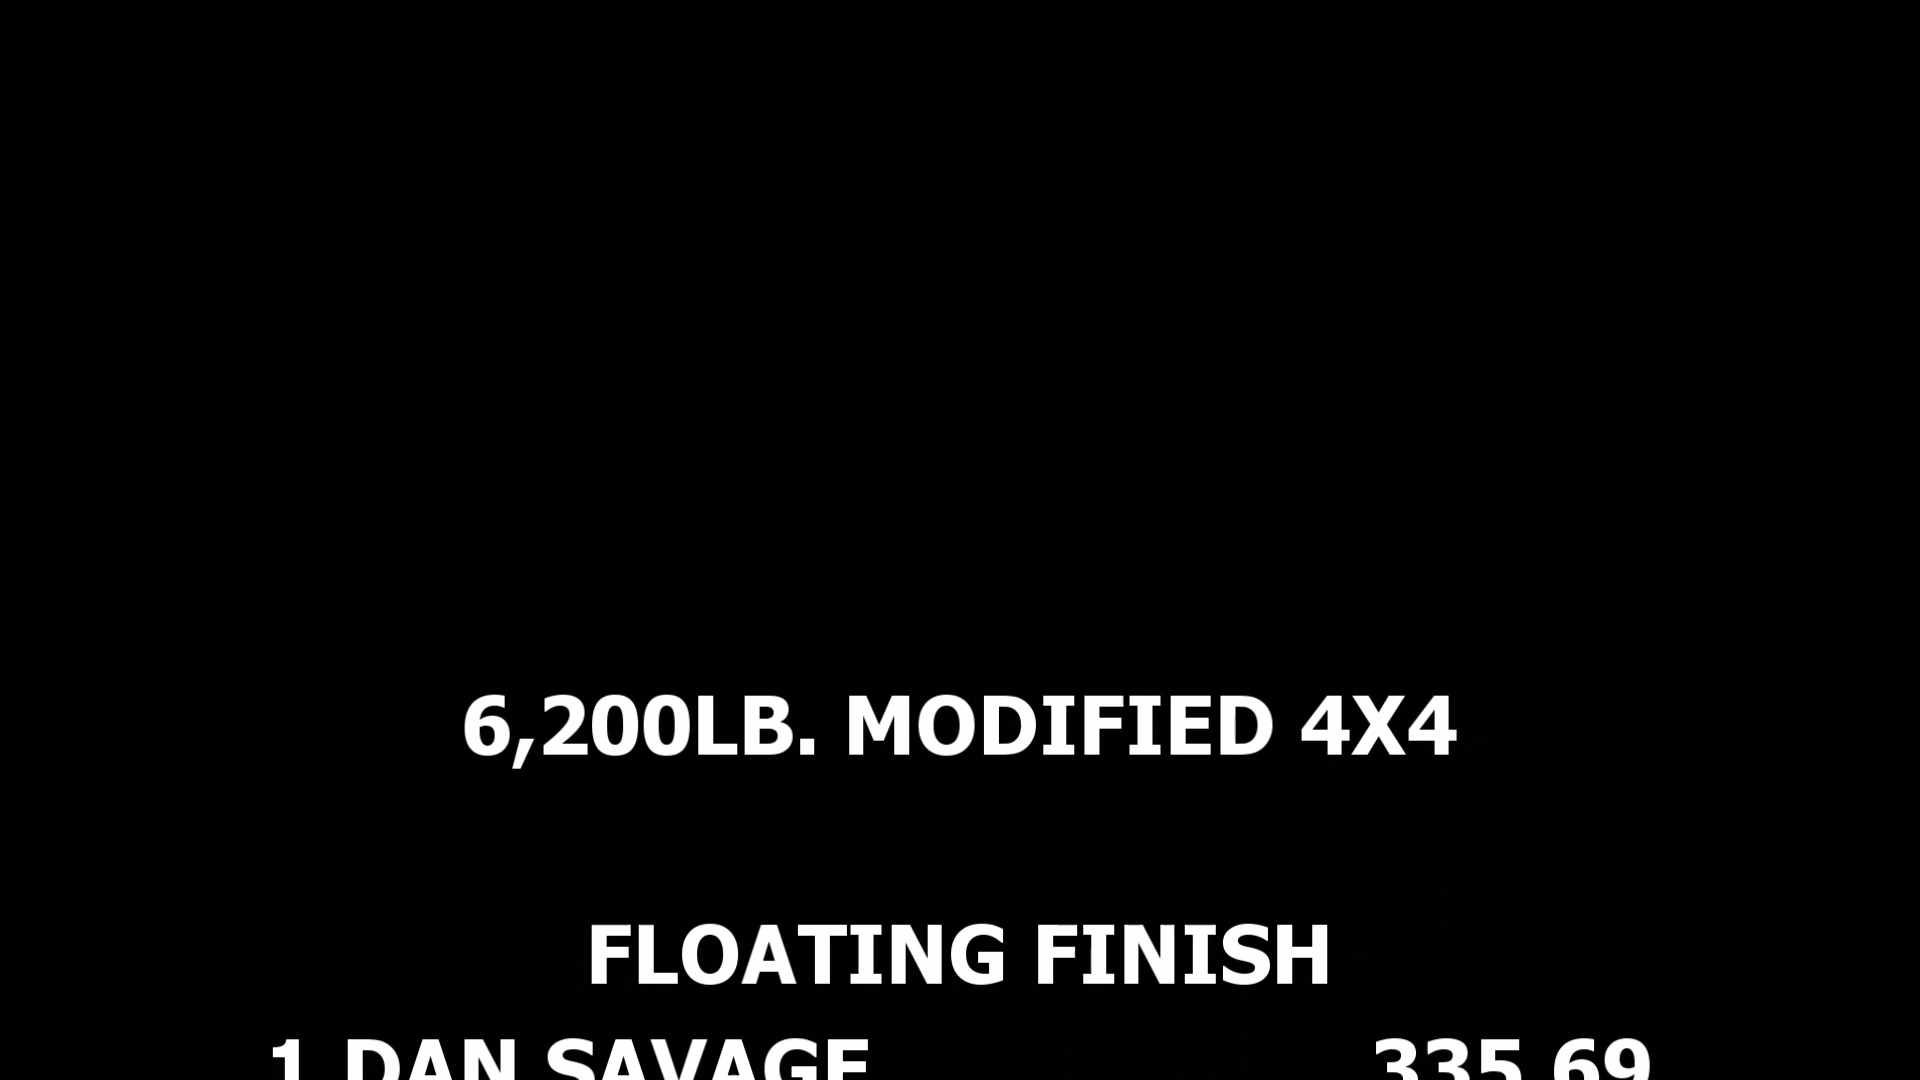 6,200LB. MODIFIED 4X4
FLOATING FINISH
1 DAN SAVAGE 335.69